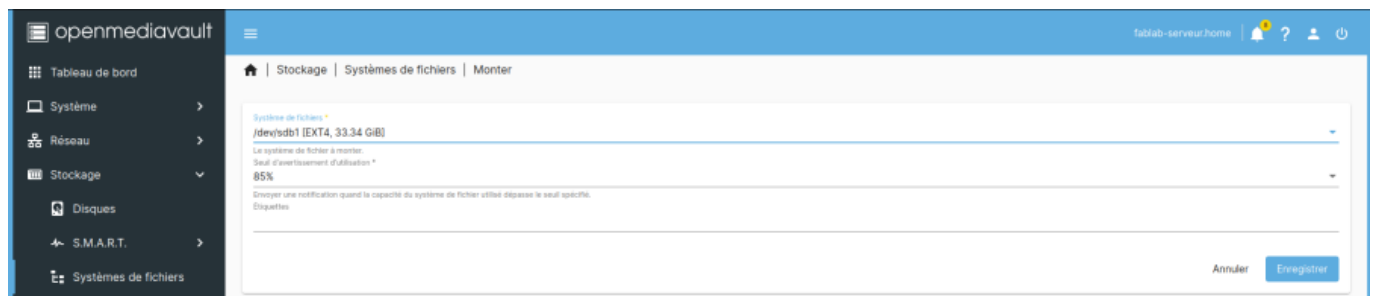 openmediavault
fablab-serveur.home
Tableau de bord
Système
Réseau
Stockage
Disques
S.M.A.R.T.
Systèmes de fichiers
Stockage | Systèmes de fichiers | Monter
Système de fichiers *
/dev/sdb1 [EXT4, 33.34 GiB]
Le système de fichier à monter.
Seuil d'avertissement d'utilisation *
85%
Envoyer une notification quand la capacité du système de fichier utilisé dépasse le seuil spécifié.
Étiquettes
Annuler
Enregistrer